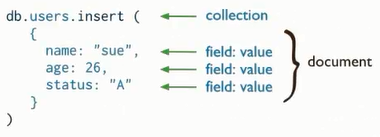 db.users.insert ( collection
{
name: "sue", field: value
age: 26, field: value
status: "A" field: value
} document
)